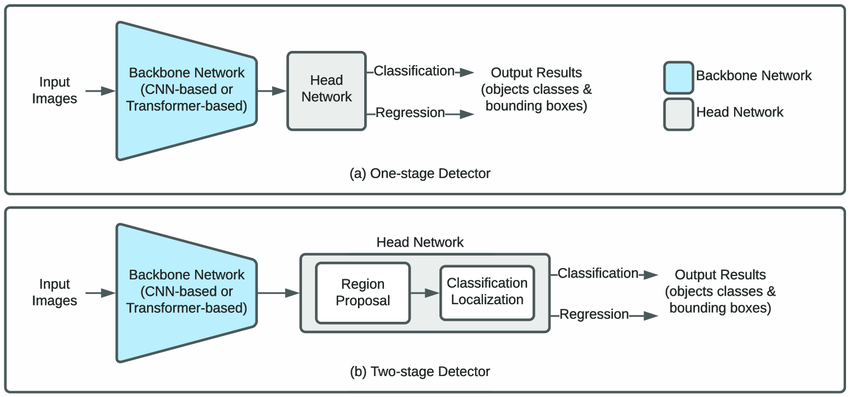 Input
Images
Backbone Network
(CNN-based or
Transformer-based)
Head
Network
Classification
Regression
Output Results
(objects classes &
bounding boxes)
Backbone Network
Head Network
(a) One-stage Detector
Head Network
Input
Images
Backbone Network
(CNN-based or
Transformer-based)
Region
Proposal
Classification
Localization
Classification
Regression
Output Results
(objects classes &
bounding boxes)
(b) Two-stage Detector